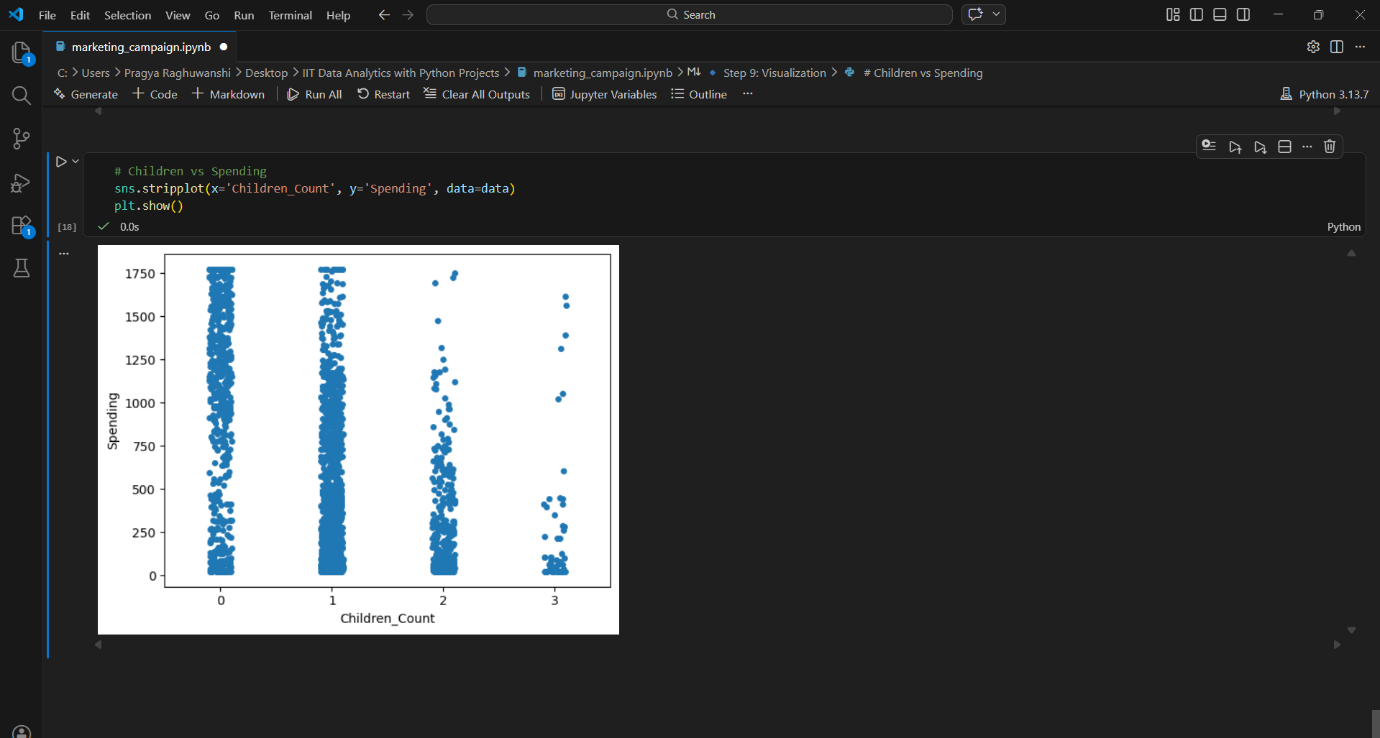 File Edit Selection View Go Run Terminal Help
Search
marketing_campaign.ipynb
C: > Users > Pragya Raghuwanshi > Desktop > IIT Data Analytics with Python Projects > marketing_campaign.ipynb > M↓ Step 9: Visualization > # Children vs Spending
Generate + Code + Markdown Run All Restart Clear All Outputs Jupyter Variables Outline ... Python 3.13.7
# Children vs Spending
sns.stripplot(x='Children_Count', y='Spending', data=data)
plt.show()
[18] 0.0s Python
1
1
1750
1500
1250
1000
750
500
250
0
Spending
0 1 2 3
Children_Count